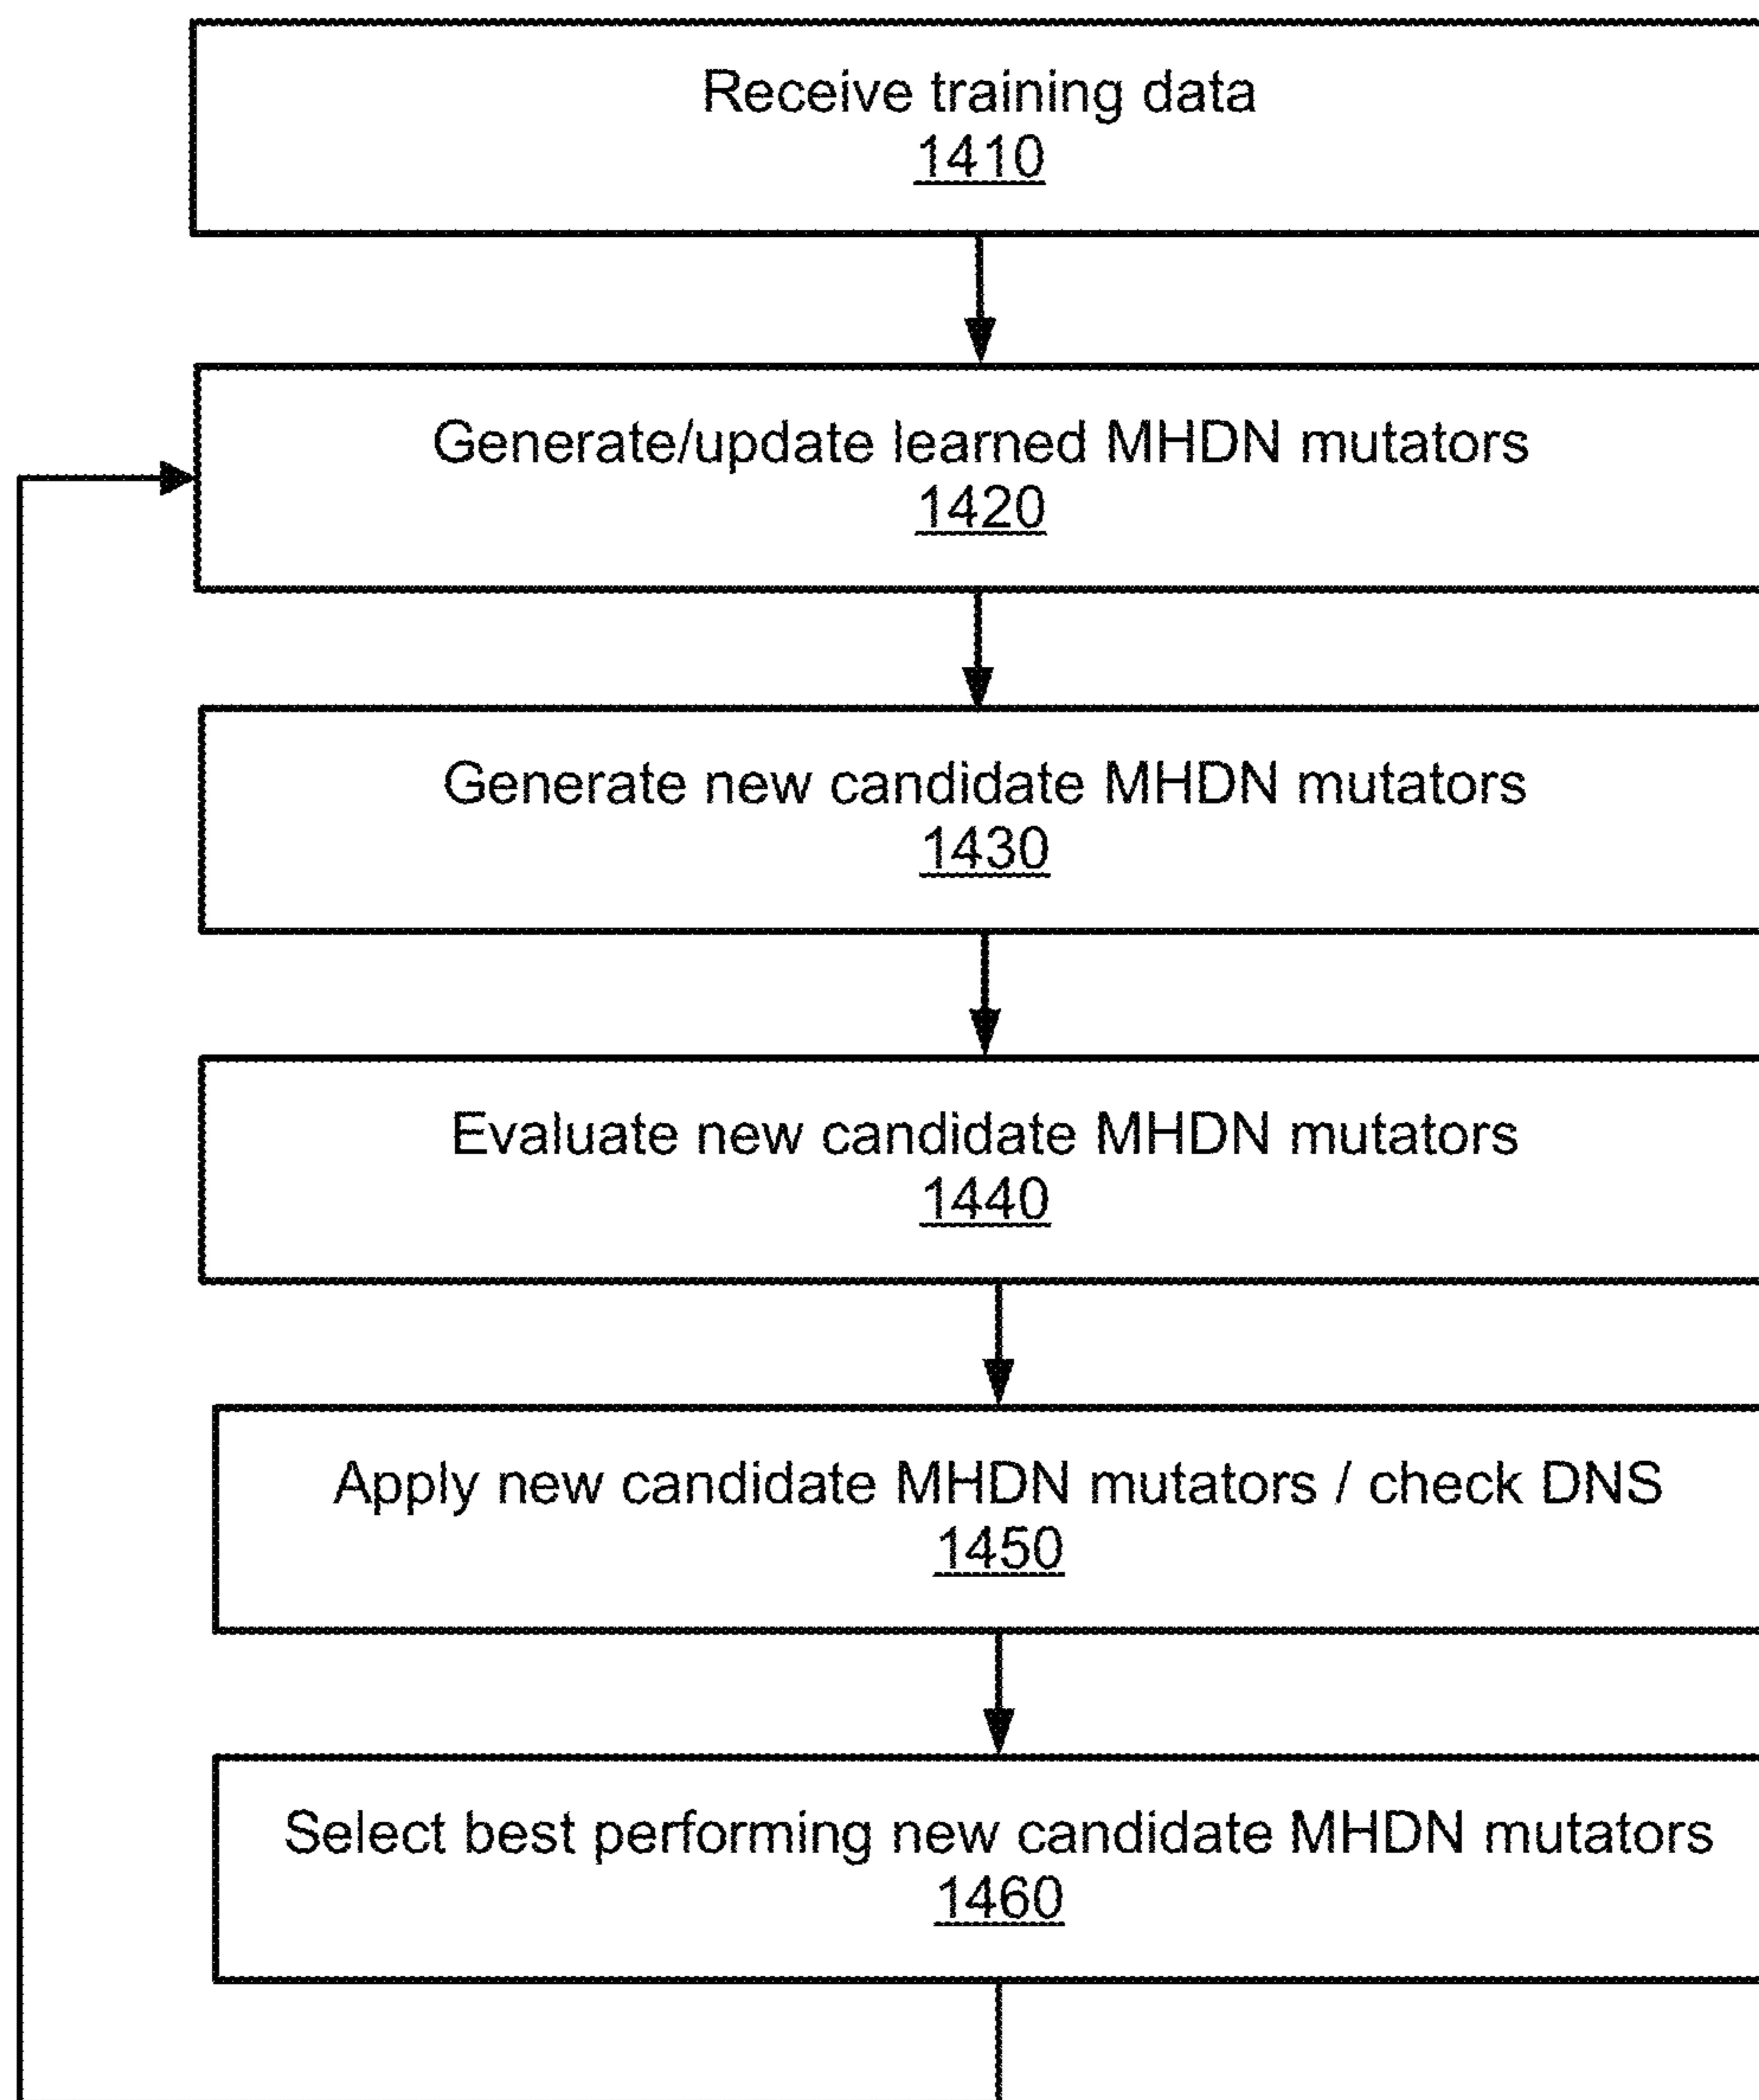 Receive training data
1410
Generate/update learned MHDN mutators
1420
Generate new candidate MHDN mutators
1430
Evaluate new candidate MHDN mutators
1440
Apply new candidate MHDN mutators / check DNS
1450
Select best performing new candidate MHDN mutators
1460